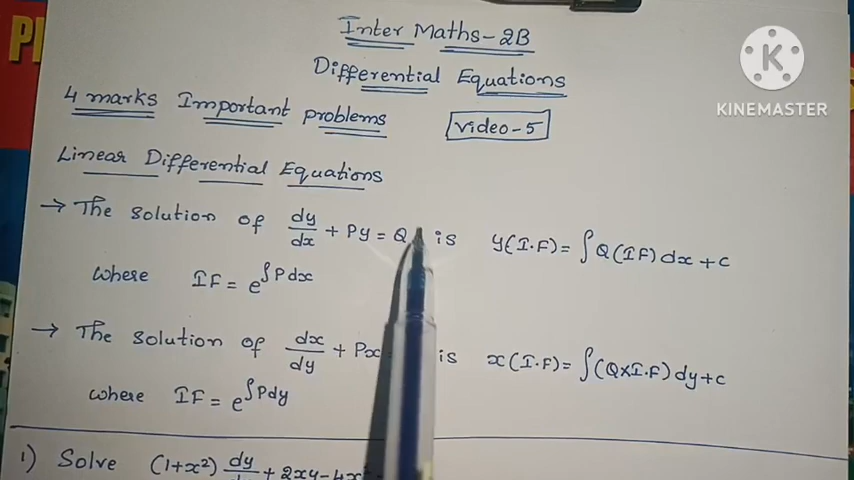 Inter Maths-2B
Differential Equations
K
KINEMASTER
4 marks Important problems
video-5
Linear Differential Equations
→ The solution of dy/dx + Py = Q is y(I.F) = ∫Q(IF)dx + c
where IF = e^∫Pdx
→ The solution of dx/dy + Px is x(I.F) = ∫(Q×I.F)dy+c
where IF = e^∫Pdy
1) Solve (1+x²) dy/ + 2xy - 4x²